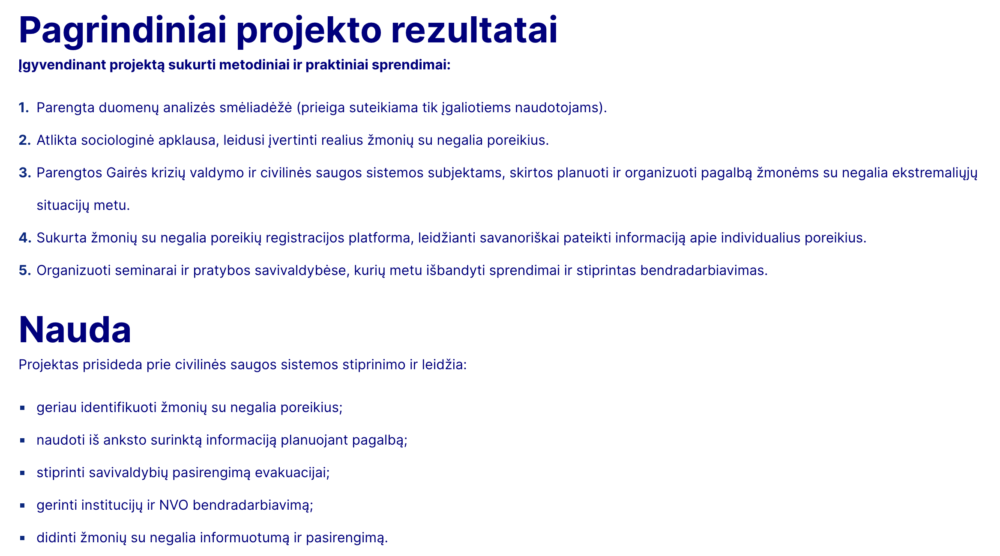 Pagrindiniai projekto rezultatai
Įgyvendinant projektą sukurti metodiniai ir praktiniai sprendimai:
1. Parengta duomenų analizės smėliadėžė (prieiga suteikiama tik įgaliotiems naudotojams).
2. Atlikta sociologinė apklausa, leidusi įvertinti realius žmonių su negalia poreikius.
3. Parengtos Gairės krizių valdymo ir civilinės saugos sistemos subjektams, skirtos planuoti ir organizuoti pagalbą žmonėms su negalia ekstremaliųjų
situacijų metu.
4. Sukurta žmonių su negalia poreikių registracijos platforma, leidžianti savanoriškai pateikti informaciją apie individualius poreikius.
5. Organizuoti seminarai ir pratybos savivaldybėse, kurių metu išbandyti sprendimai ir stiprintas bendradarbiavimas.
Nauda
Projektas prisideda prie civilinės saugos sistemos stiprinimo ir leidžia:
▪ geriau identifikuoti žmonių su negalia poreikius;
▪ naudoti iš anksto surinktą informaciją planuojant pagalbą;
▪ stiprinti savivaldybių pasirengimą evakuacijai;
▪ gerinti institucijų ir NVO bendradarbiavimą;
▪ didinti žmonių su negalia informuotumą ir pasirengimą.